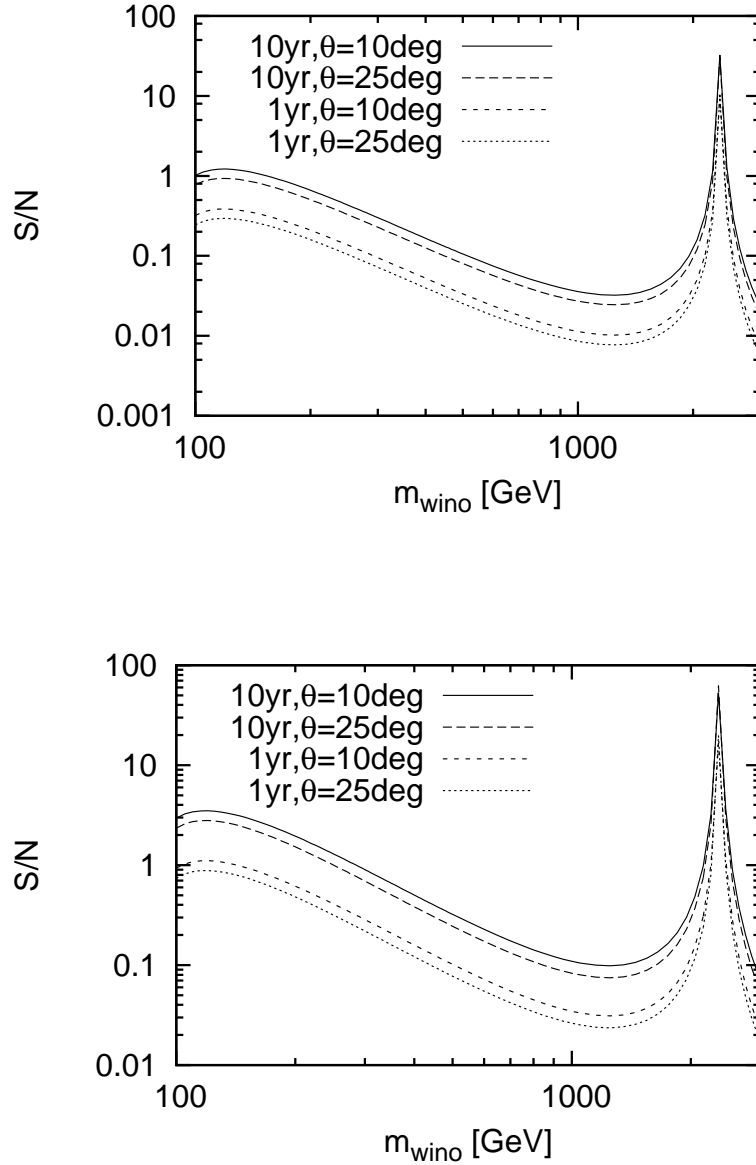 100
10yr,θ=10deg
10yr,θ=25deg
10
1yr,θ=10deg
1yr,θ=25deg
1
S/N
0.1
0.01
0.001
100
1000
m_wino [GeV]
100
10yr,θ=10deg
10yr,θ=25deg
1yr,θ=10deg
10
1yr,θ=25deg
S/N
1
0.1
0.01
100
1000
m_wino [GeV]